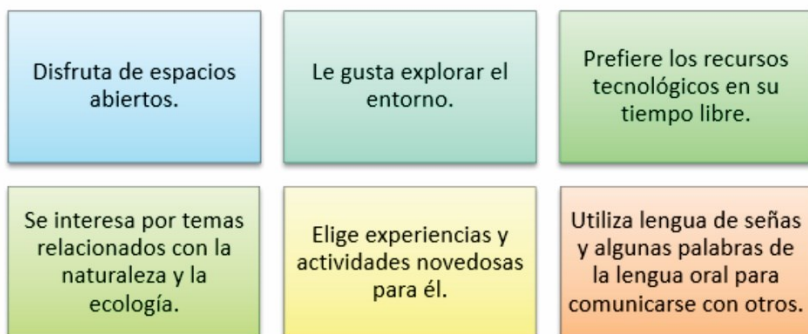 Disfruta de espacios
abiertos.
Le gusta explorar el
entorno.
Prefiere los recursos
tecnológicos en su
tiempo libre.
Se interesa por temas
relacionados con la
naturaleza y la
ecología.
Elige experiencias y
actividades novedosas
para él.
Utiliza lengua de señas
y algunas palabras de
la lengua oral para
comunicarse con otros.